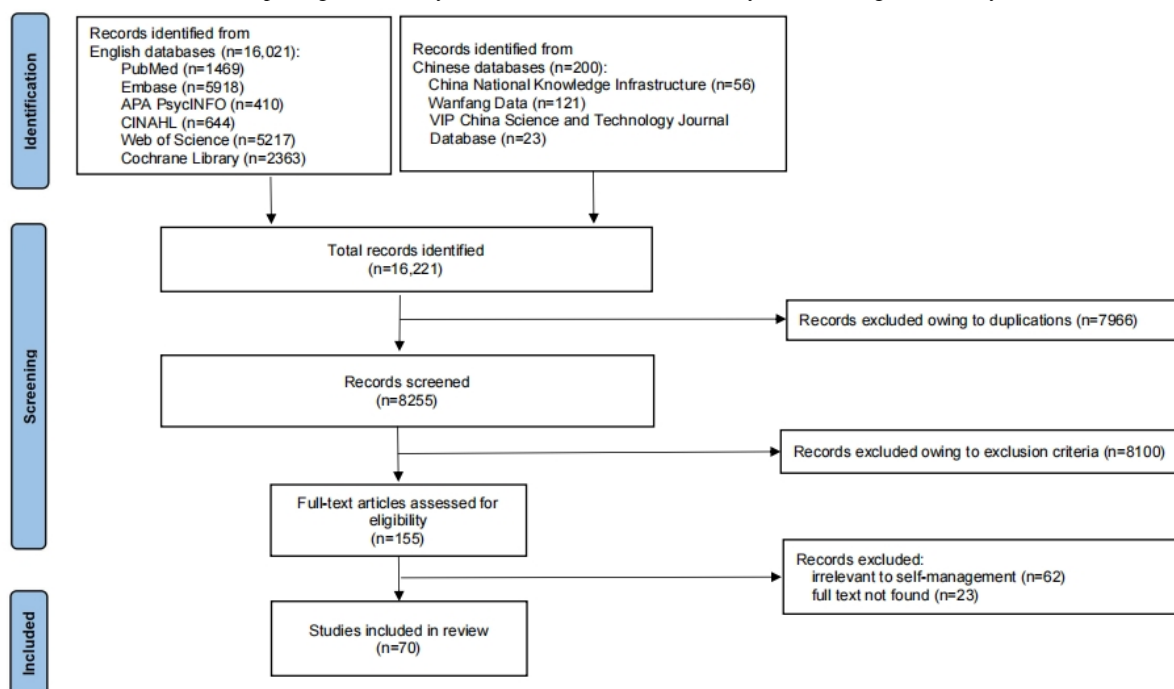 Identification
Records identified from
English databases (n=16,021):
PubMed (n=1469)
Embase (n=5918)
APA PsycINFO (n=410)
CINAHL (n=644)
Web of Science (n=5217)
Cochrane Library (n=2363)
Records identified from
Chinese databases (n=200):
China National Knowledge Infrastructure (n=56)
Wanfang Data (n=121)
VIP China Science and Technology Journal
Database (n=23)
Screening
Total records identified
(n=16,221)
Records excluded owing to duplications (n=7966)
Records screened
(n=8255)
Records excluded owing to exclusion criteria (n=8100)
Full-text articles assessed for
eligibility
(n=155)
Records excluded:
irrelevant to self-management (n=62)
full text not found (n=23)
Included
Studies included in review
(n=70)